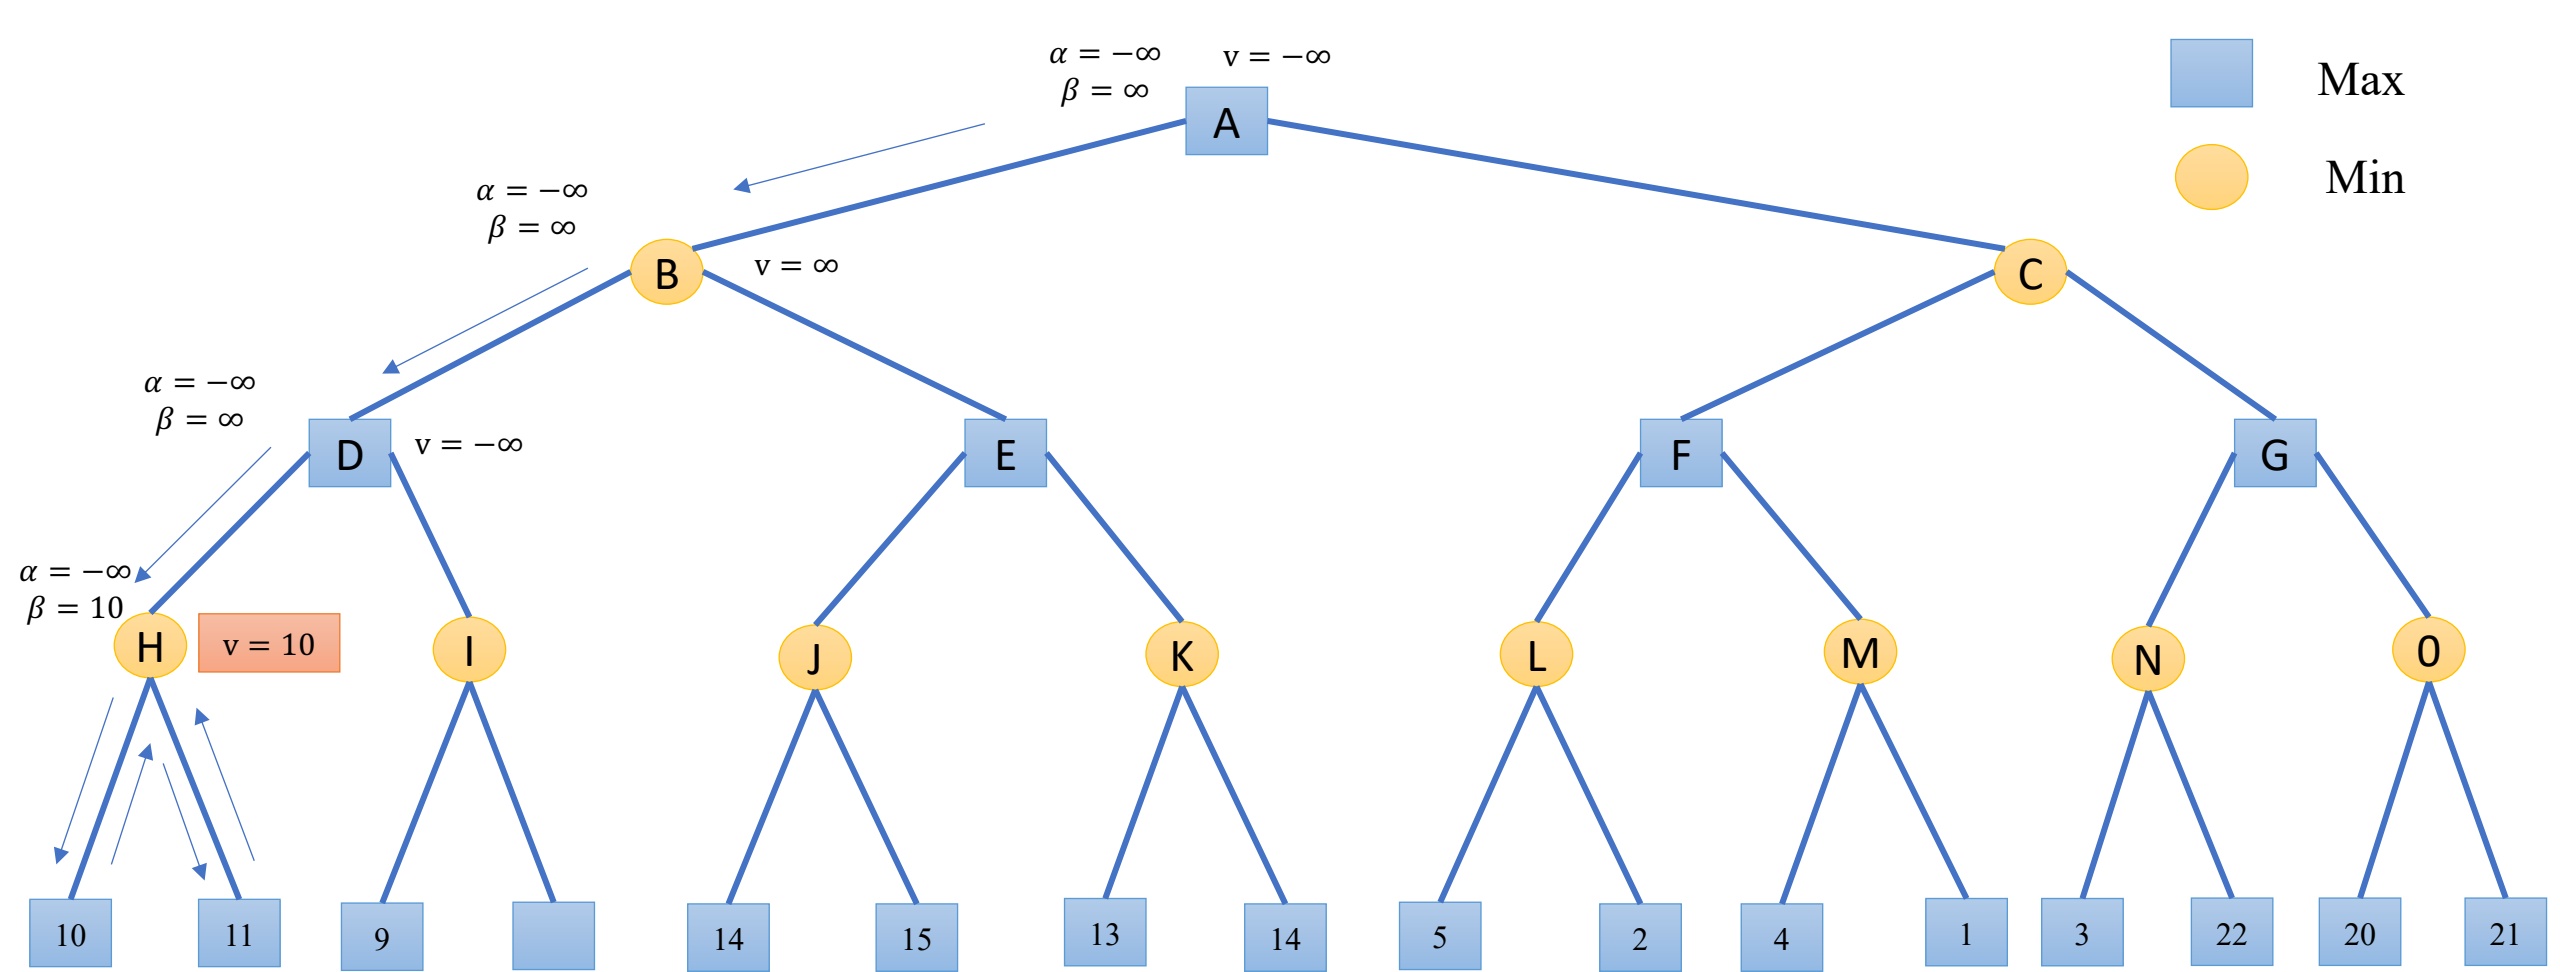 α = −∞ v = −∞
β = ∞
A
Max
Min
α = −∞
β = ∞
B
v = ∞
C
α = −∞
β = ∞
D
v = −∞
E
F
G
α = −∞
β = 10
H
v = 10
I
J
K
L
M
N
0
10
11
9
14
15
13
14
5
2
4
1
3
22
20
21